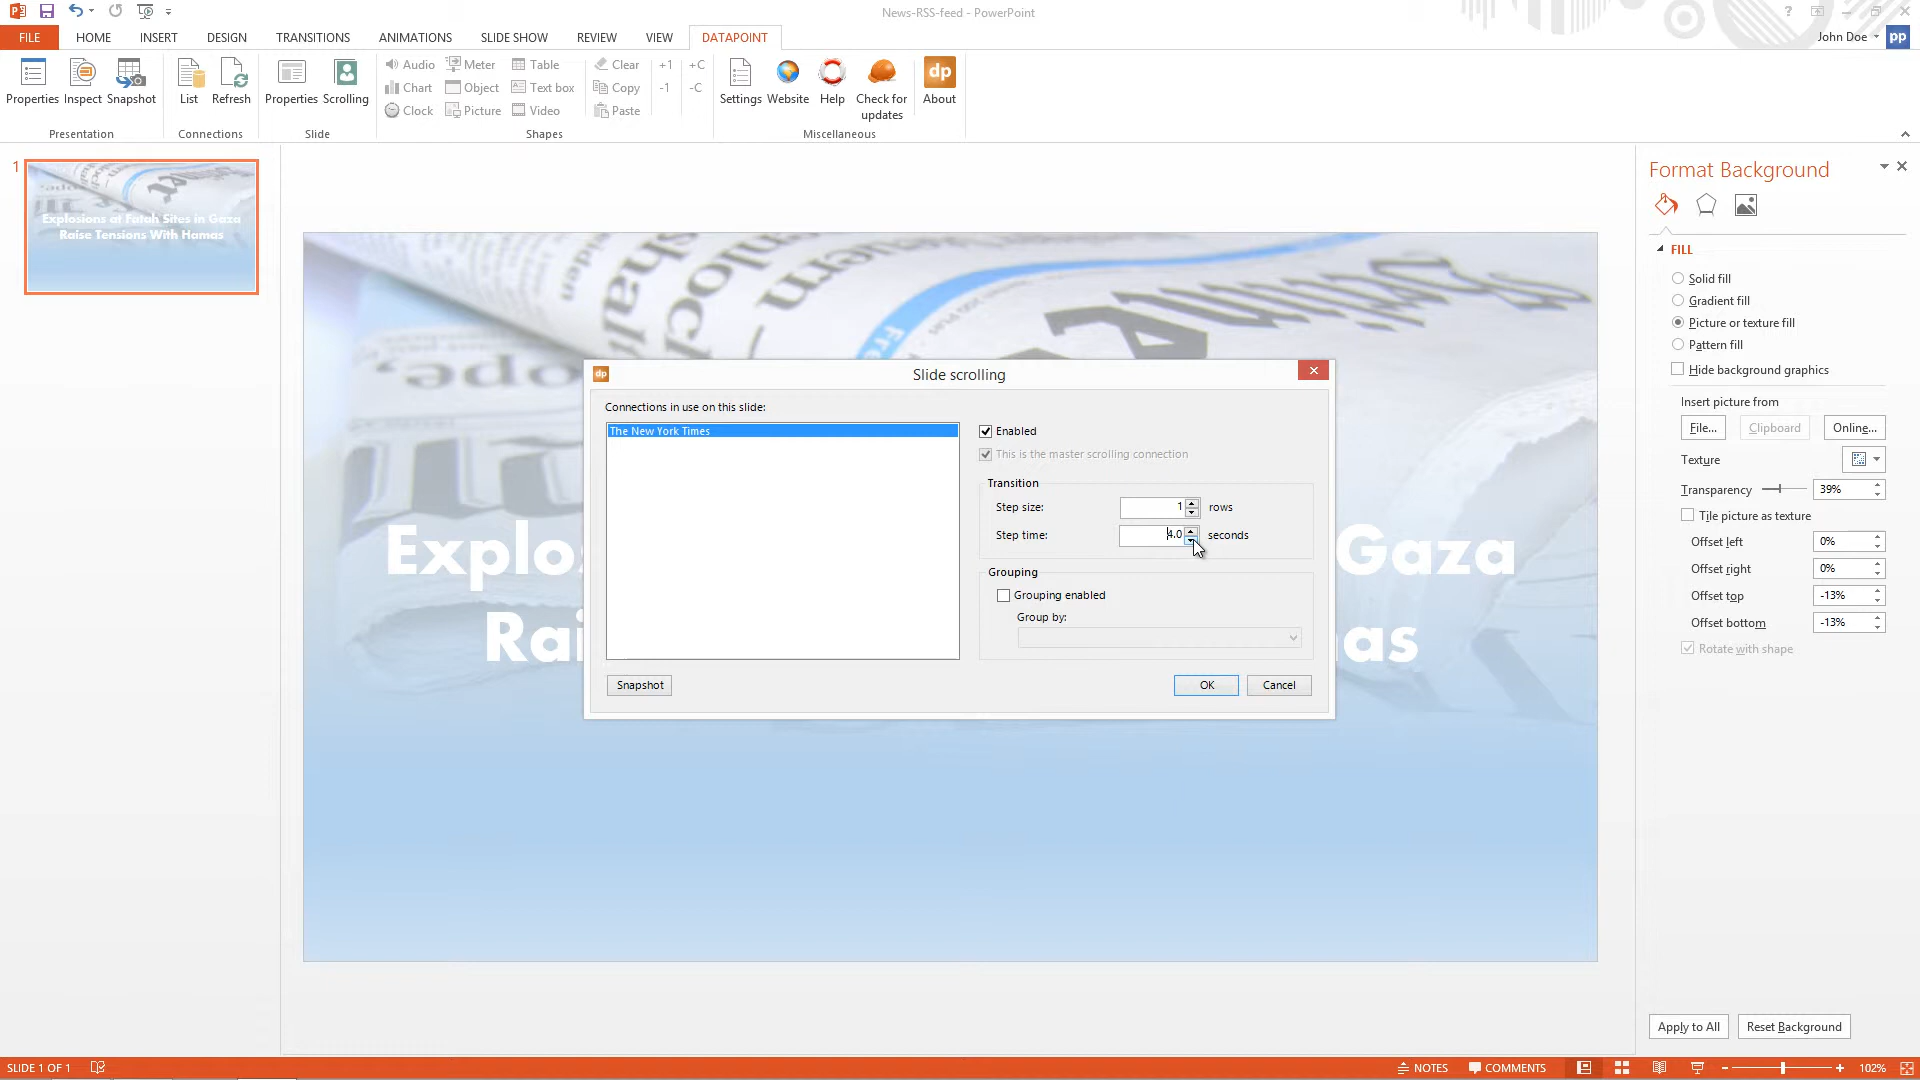 News-RSS-feed - PowerPoint
?
FILE HOME INSERT DESIGN TRANSITIONS ANIMATIONS SLIDE SHOW REVIEW VIEW DATAPOINT
John Doe pp
Properties Inspect Snapshot
Presentation
List Refresh
Connections
Properties Scrolling
Slide
Audio Meter Table
Chart Object Text box
Clock Picture Video
Clear +1 +C
Copy -1 -C
Paste
Shapes
Settings Website Help Check for updates dp About
Miscellaneous
1
Explosions at Fatah Sites in Gaza
Raise Tensions With Hamas
Explo Gaza
Rai as
dp Slide scrolling
Connections in use on this slide:
The New York Times
Enabled
This is the master scrolling connection
Transition
Step size: 1 rows
Step time: 4.0 seconds
Grouping
Grouping enabled
Group by:
Snapshot OK Cancel
Format Background
FILL
Solid fill
Gradient fill
Picture or texture fill
Pattern fill
Hide background graphics
Insert picture from
File... Clipboard Online...
Texture
Transparency 39%
Tile picture as texture
Offset left 0%
Offset right 0%
Offset top -13%
Offset bottom -13%
Rotate with shape
Apply to All Reset Background
SLIDE 1 OF 1
NOTES COMMENTS 102%